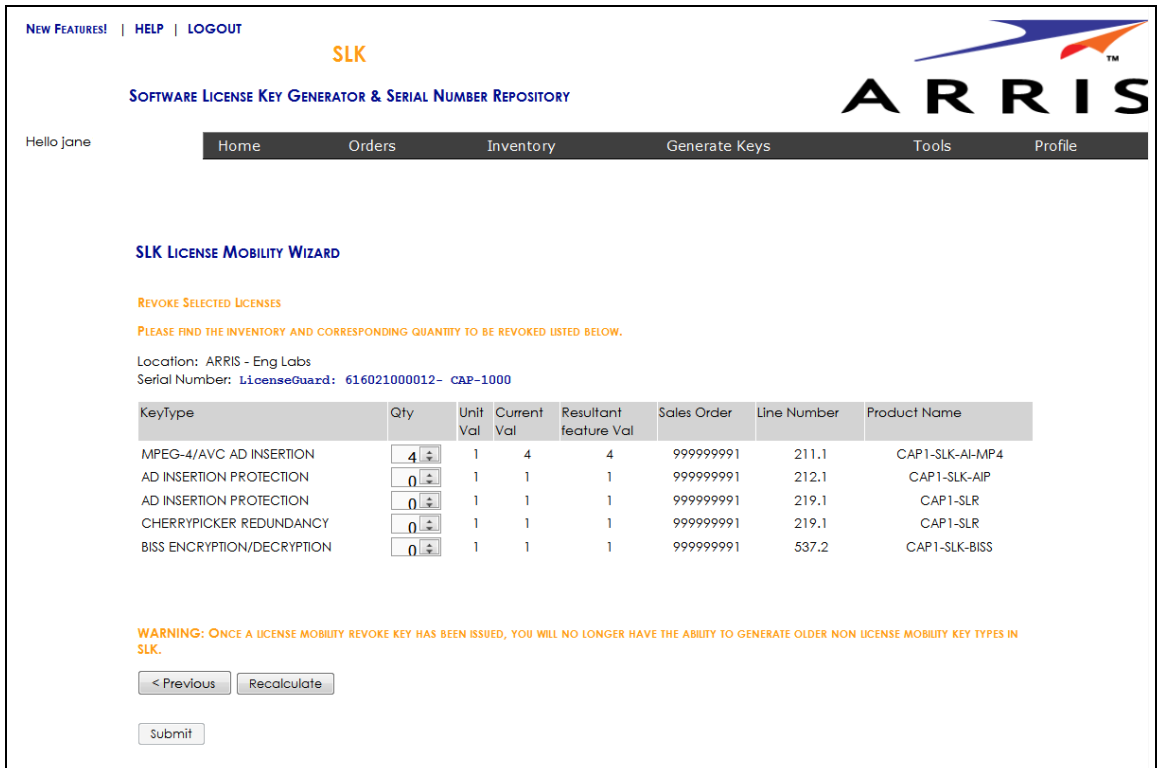 NEW FEATURES! | HELP | LOGOUT
SLK
SOFTWARE LICENSE KEY GENERATOR & SERIAL NUMBER REPOSITORY
TM
ARRIS
Hello jane
Home Orders Inventory Generate Keys Tools Profile
SLK LICENSE MOBILITY WIZARD
REVOKE SELECTED LICENSES
PLEASE FIND THE INVENTORY AND CORRESPONDING QUANTITY TO BE REVOKED LISTED BELOW.
Location: ARRIS - Eng Labs
Serial Number: LicenseGuard: 616021000012- CAP-1000
KeyType Qty Unit Val Current Val Resultant feature Val Sales Order Line Number Product Name
MPEG-4/AVC AD INSERTION 4 1 4 4 999999991 211.1 CAP1-SLK-AI-MP4
AD INSERTION PROTECTION 0 1 1 1 999999991 212.1 CAP1-SLK-AIP
AD INSERTION PROTECTION 0 1 1 1 999999991 219.1 CAP1-SLR
CHERRYPICKER REDUNDANCY 0 1 1 1 999999991 219.1 CAP1-SLR
BISS ENCRYPTION/DECRYPTION 0 1 1 1 999999991 537.2 CAP1-SLK-BISS
WARNING: ONCE A LICENSE MOBILITY REVOKE KEY HAS BEEN ISSUED, YOU WILL NO LONGER HAVE THE ABILITY TO GENERATE OLDER NON LICENSE MOBILITY KEY TYPES IN
SLK.
< Previous Recalculate
Submit